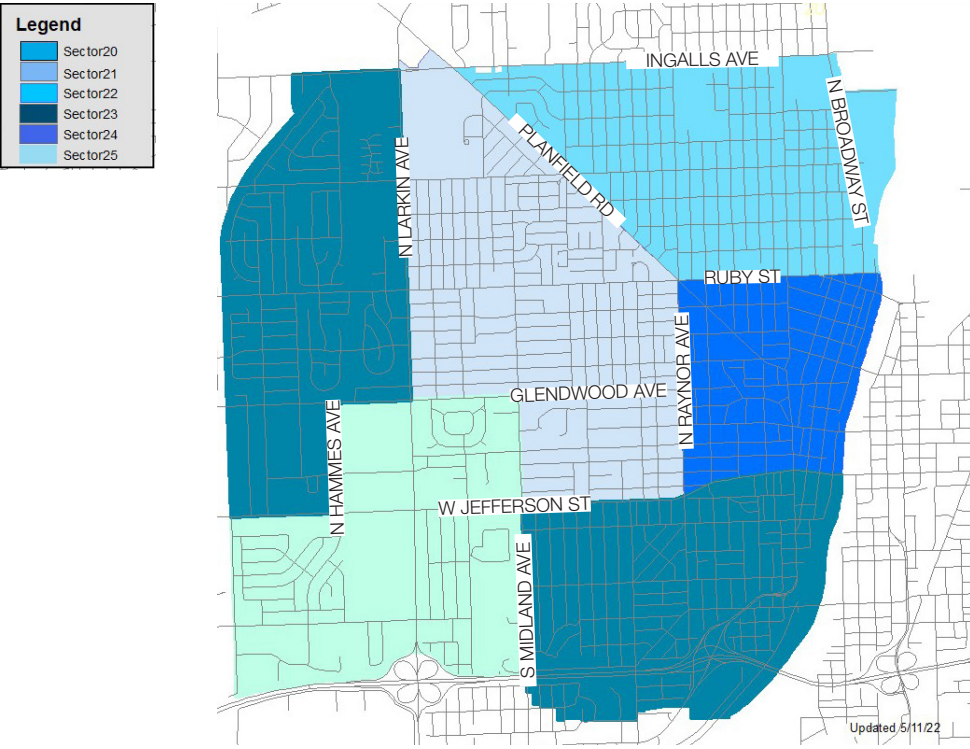 Legend
Sector20
Sector21
Sector22
Sector23
Sector24
Sector25
INGALLS AVE
N BROADWAY ST
PLANFIELD RD
N LARKIN AVE
RUBY ST
N RAYNOR AVE
GLENDWOOD AVE
N HAMMES AVE
W JEFFERSON ST
S MIDLAND AVE
Updated 5/11/22